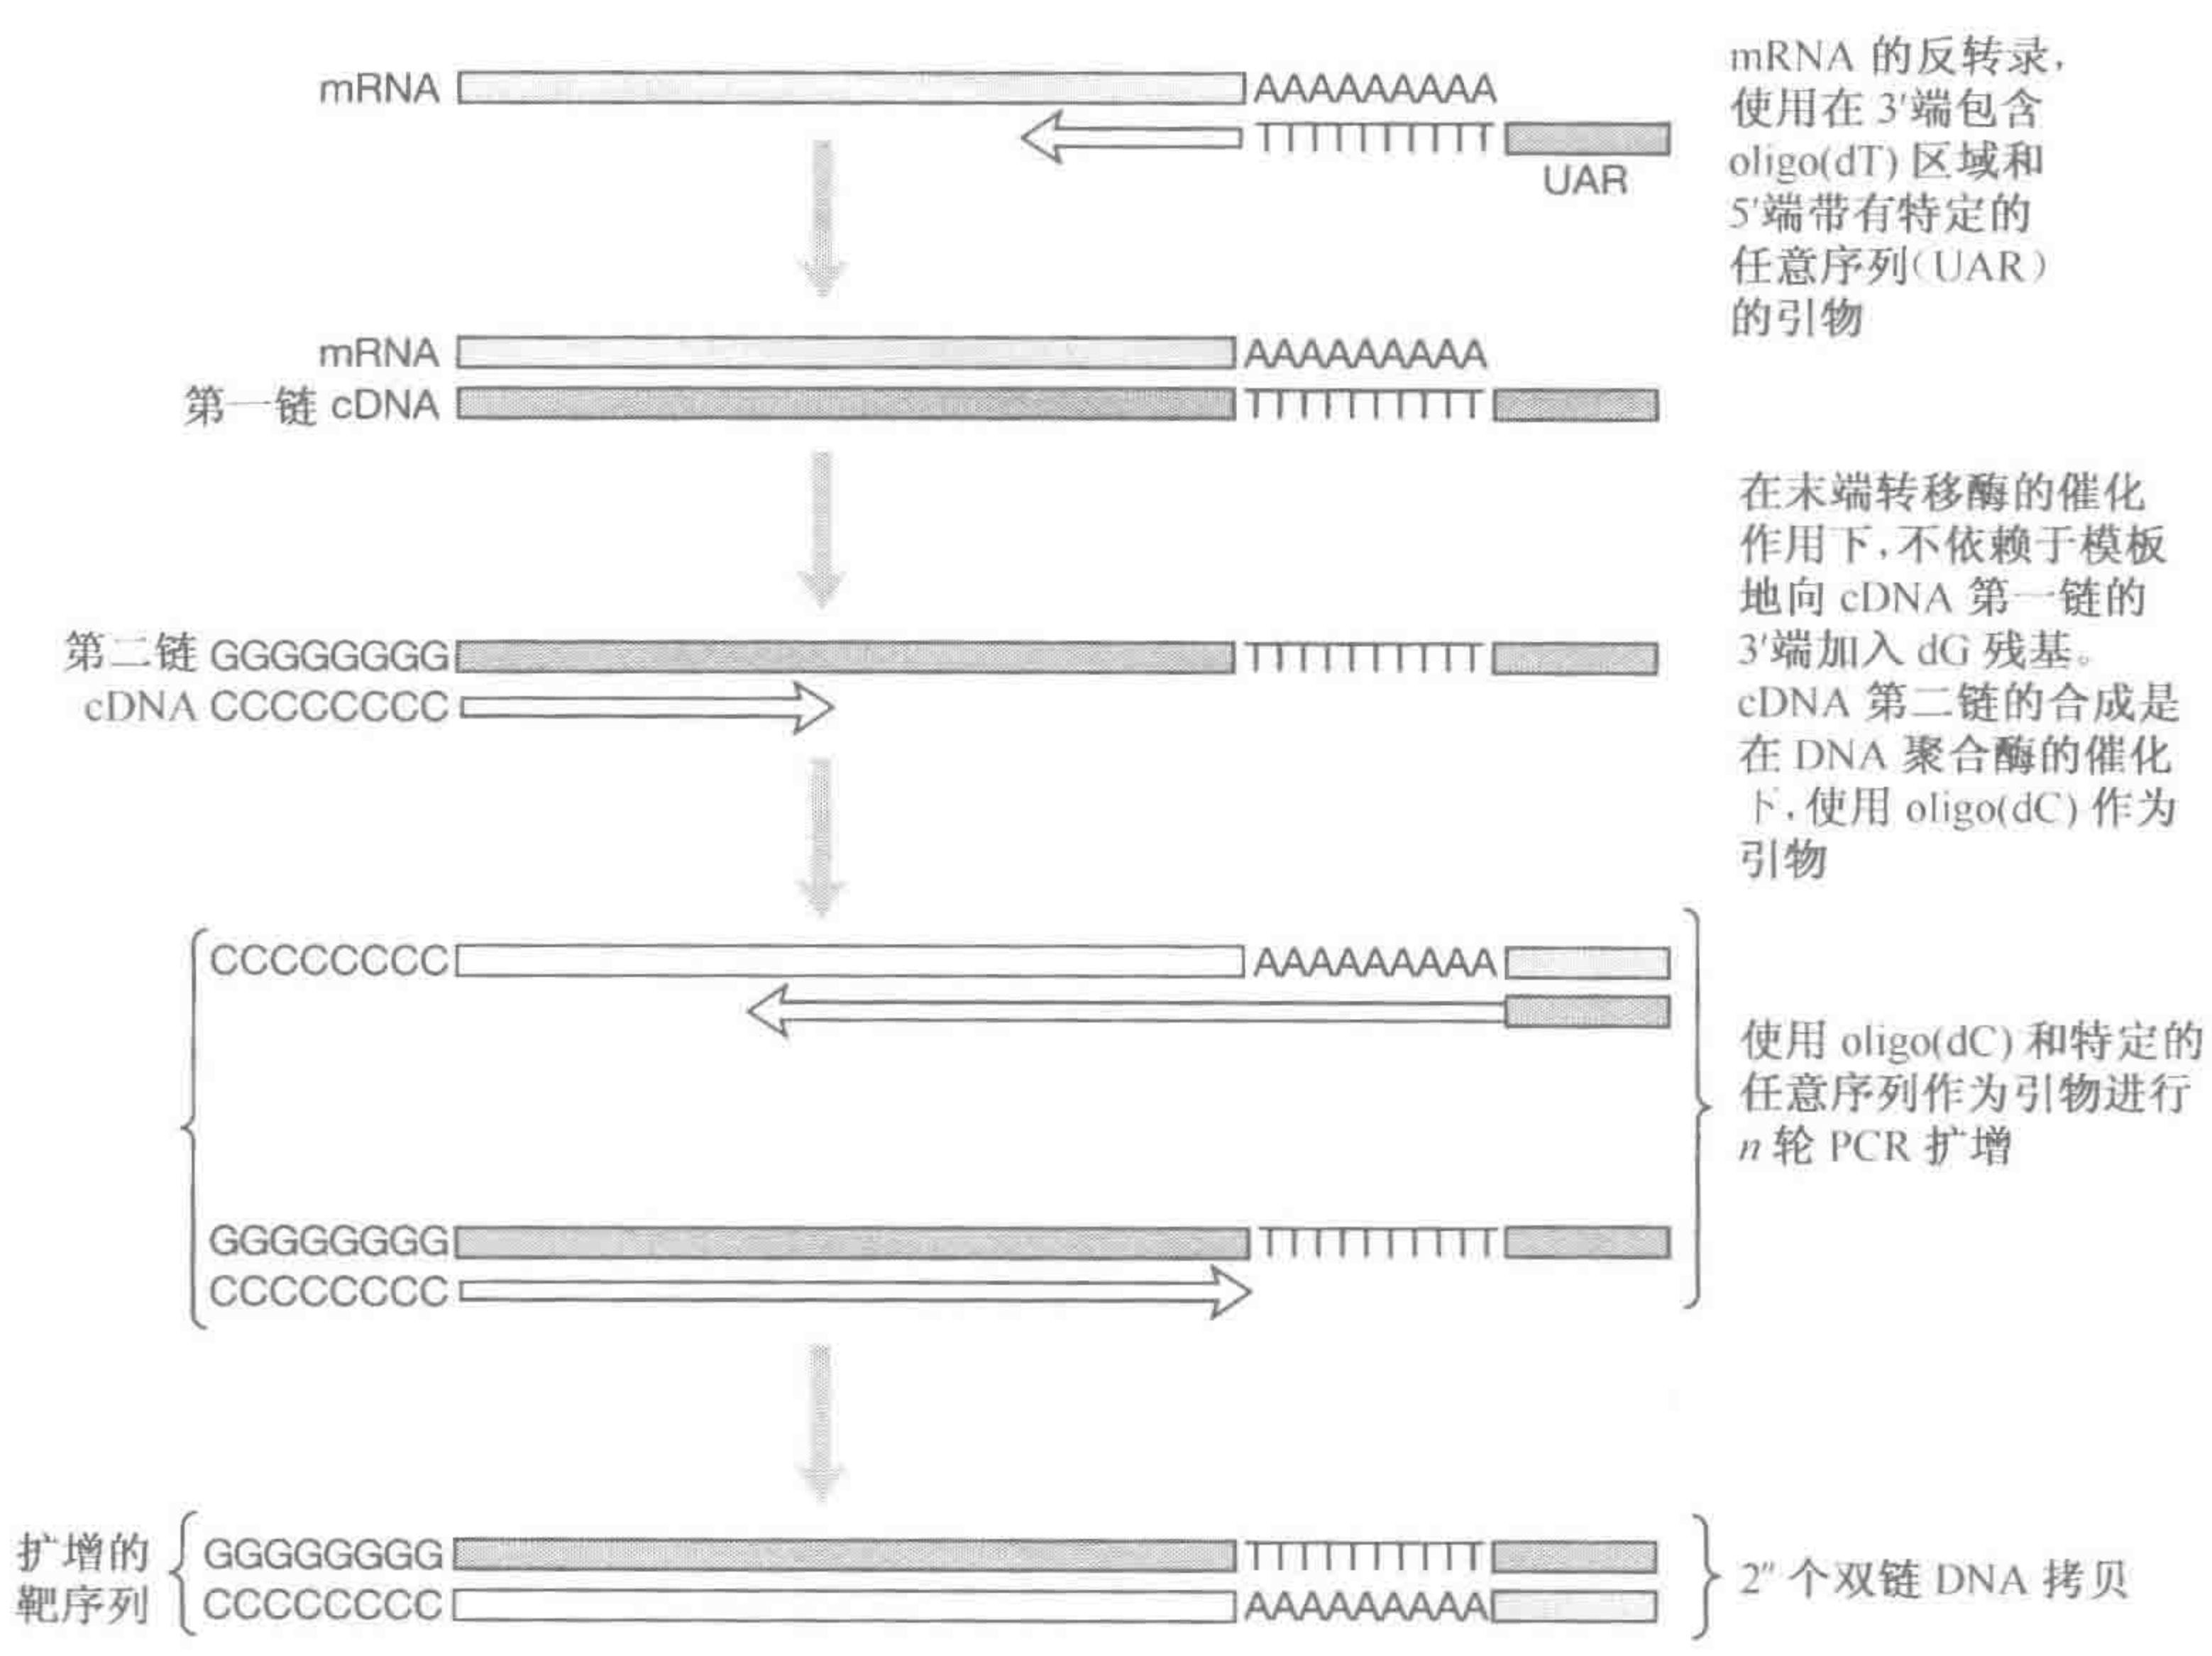 mRNA AAAAAAAAA
TTTTTTTTTT
UAR
mRNA 的反转录，
使用在 3′端包含
oligo(dT) 区域和
5′端带有特定的
任意序列（UAR）
的引物
mRNA AAAAAAAAA
第一链 cDNA TTTTTTTTTT
第二链 GGGGGGGG TTTTTTTTTT
cDNA CCCCCCCC
在末端转移酶的催化
作用下，不依赖于模板
地向 cDNA 第一链的
3′端加入 dG 残基。
cDNA 第二链的合成是
在 DNA 聚合酶的催化
下，使用 oligo(dC) 作为
引物
CCCCCCCC AAAAAAAAA
GGGGGGGG TTTTTTTTTT
CCCCCCCC
使用 oligo(dC) 和特定的
任意序列作为引物进行
n 轮 PCR 扩增
扩增的
靶序列
GGGGGGGG TTTTTTTTTT
CCCCCCCC AAAAAAAAA
2ⁿ 个双链 DNA 拷贝